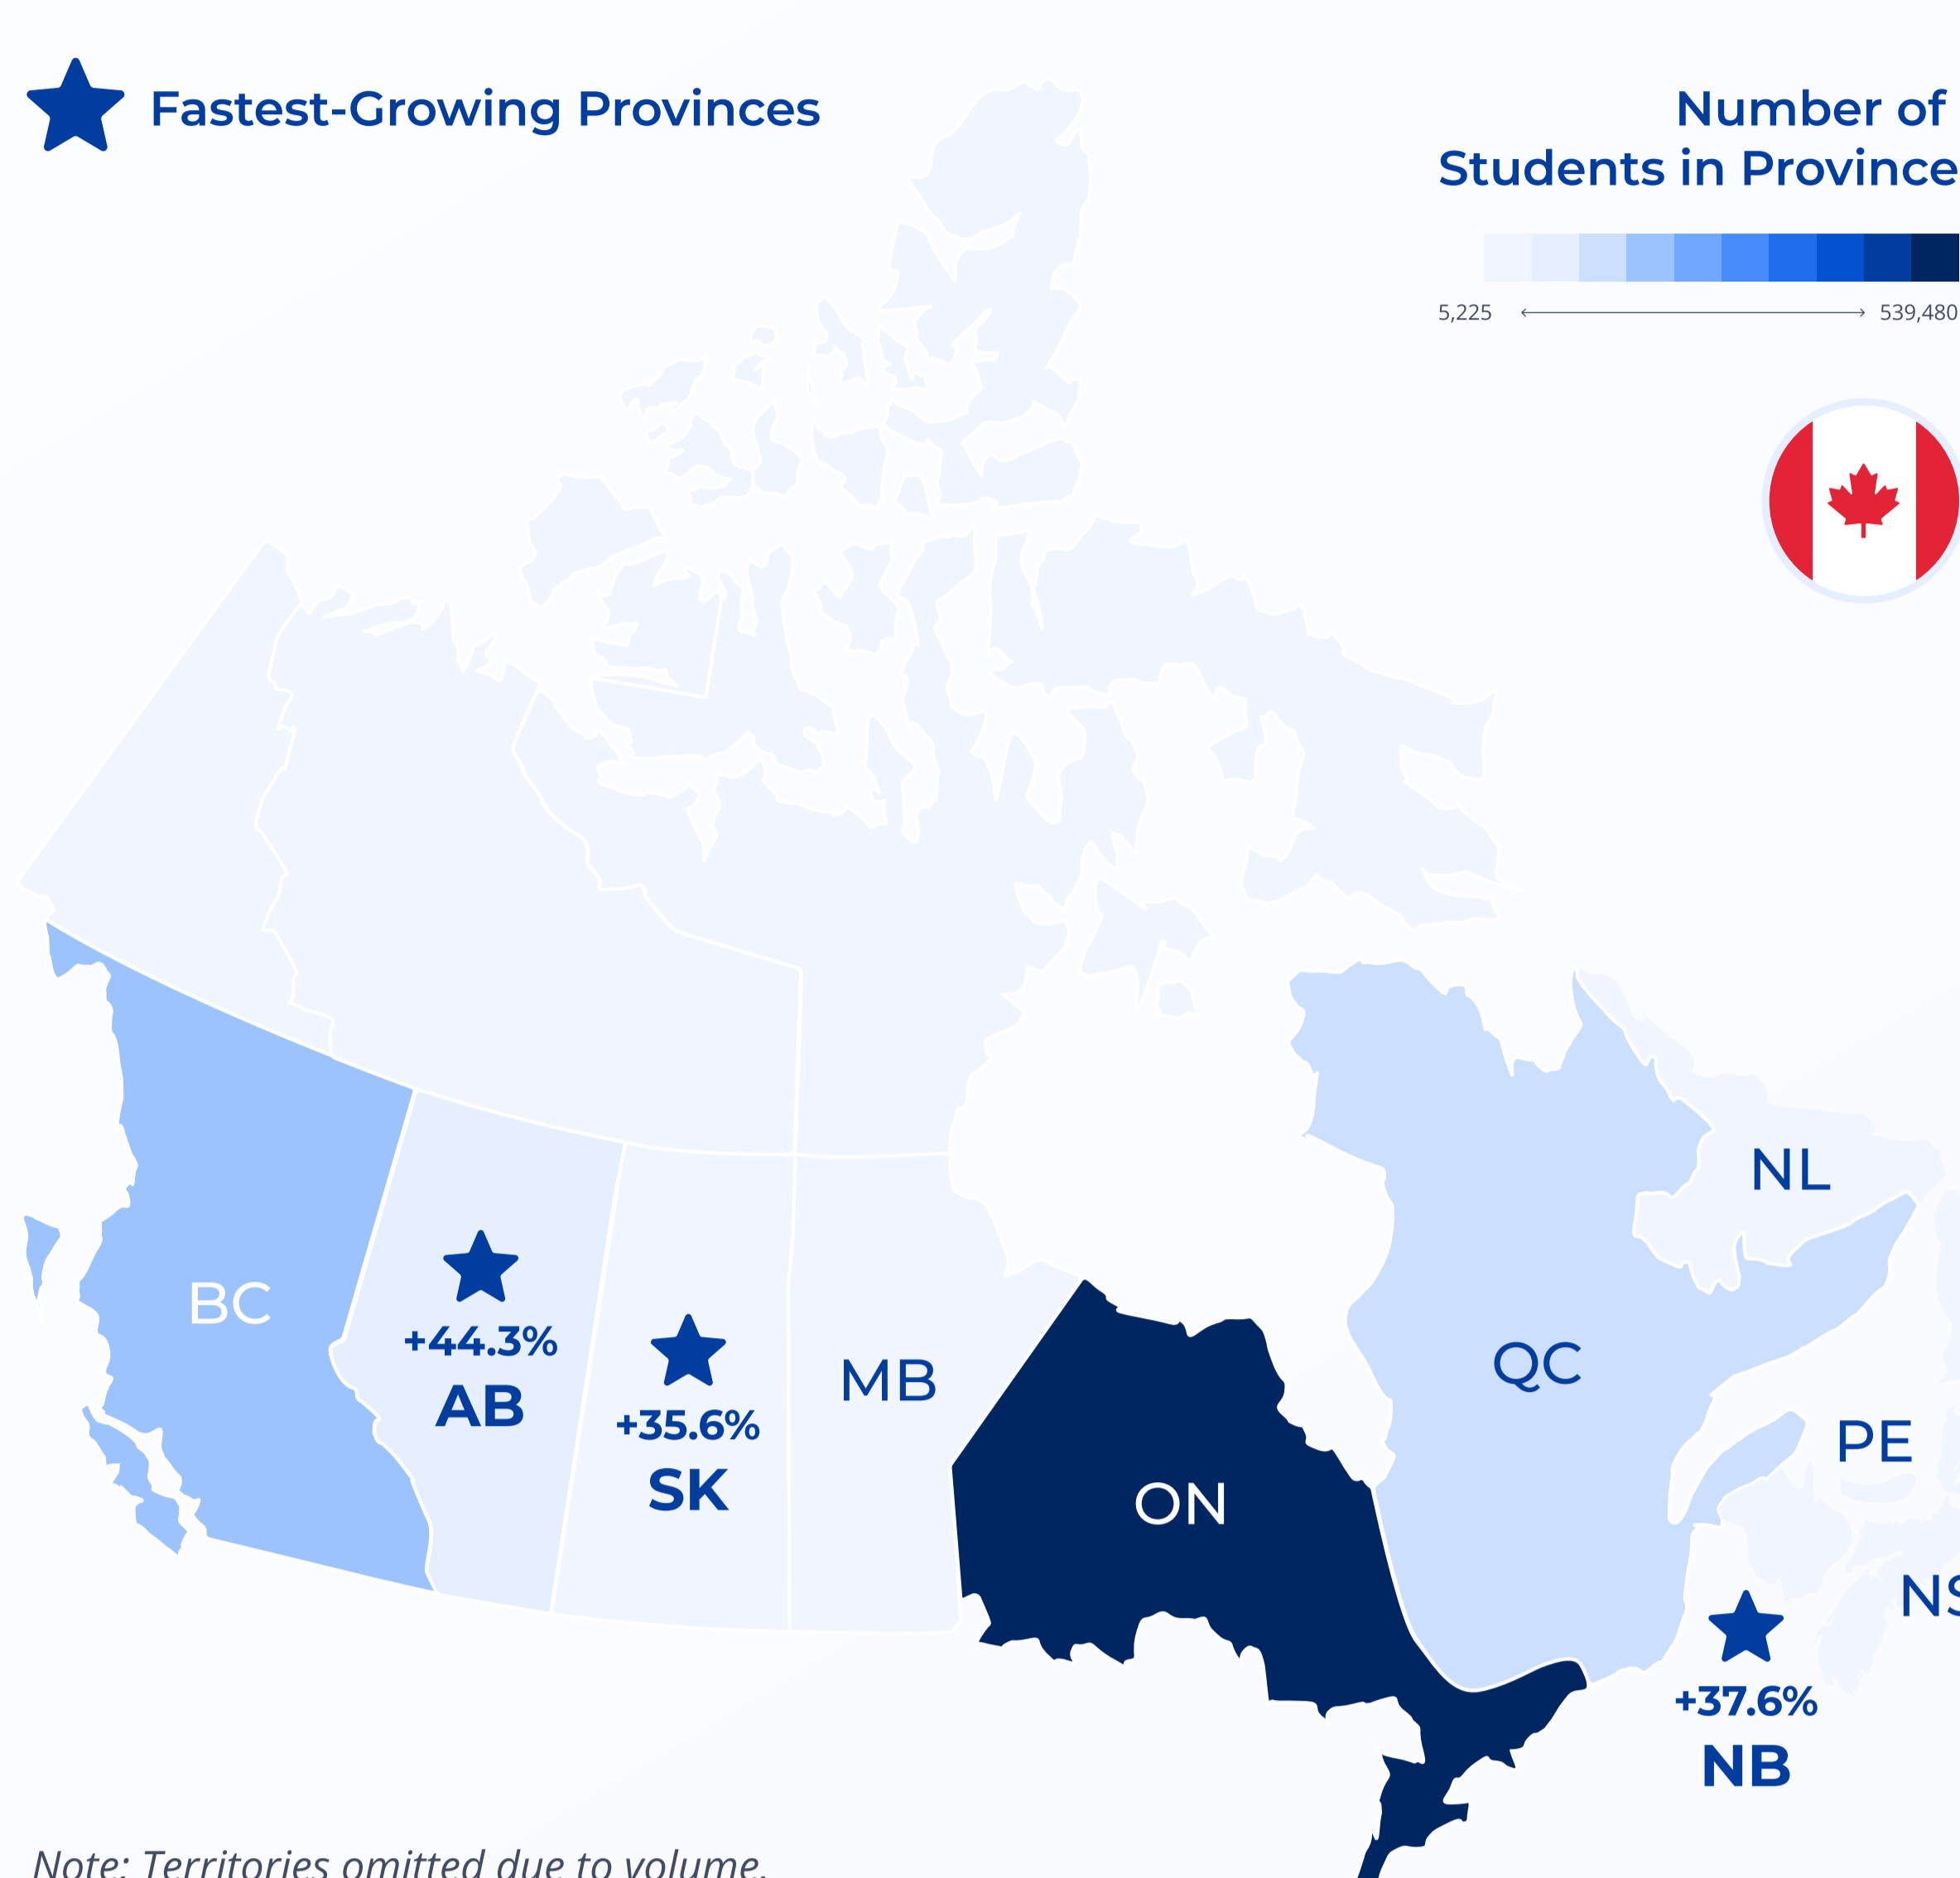 Fastest-Growing Provinces
Number of
Students in Province
5,225
539,480
NL
BC
+44.3%
AB
+35.6%
SK
MB
ON
QC
PE
NS
+37.6%
NB
Note: Territories omitted due to volume.